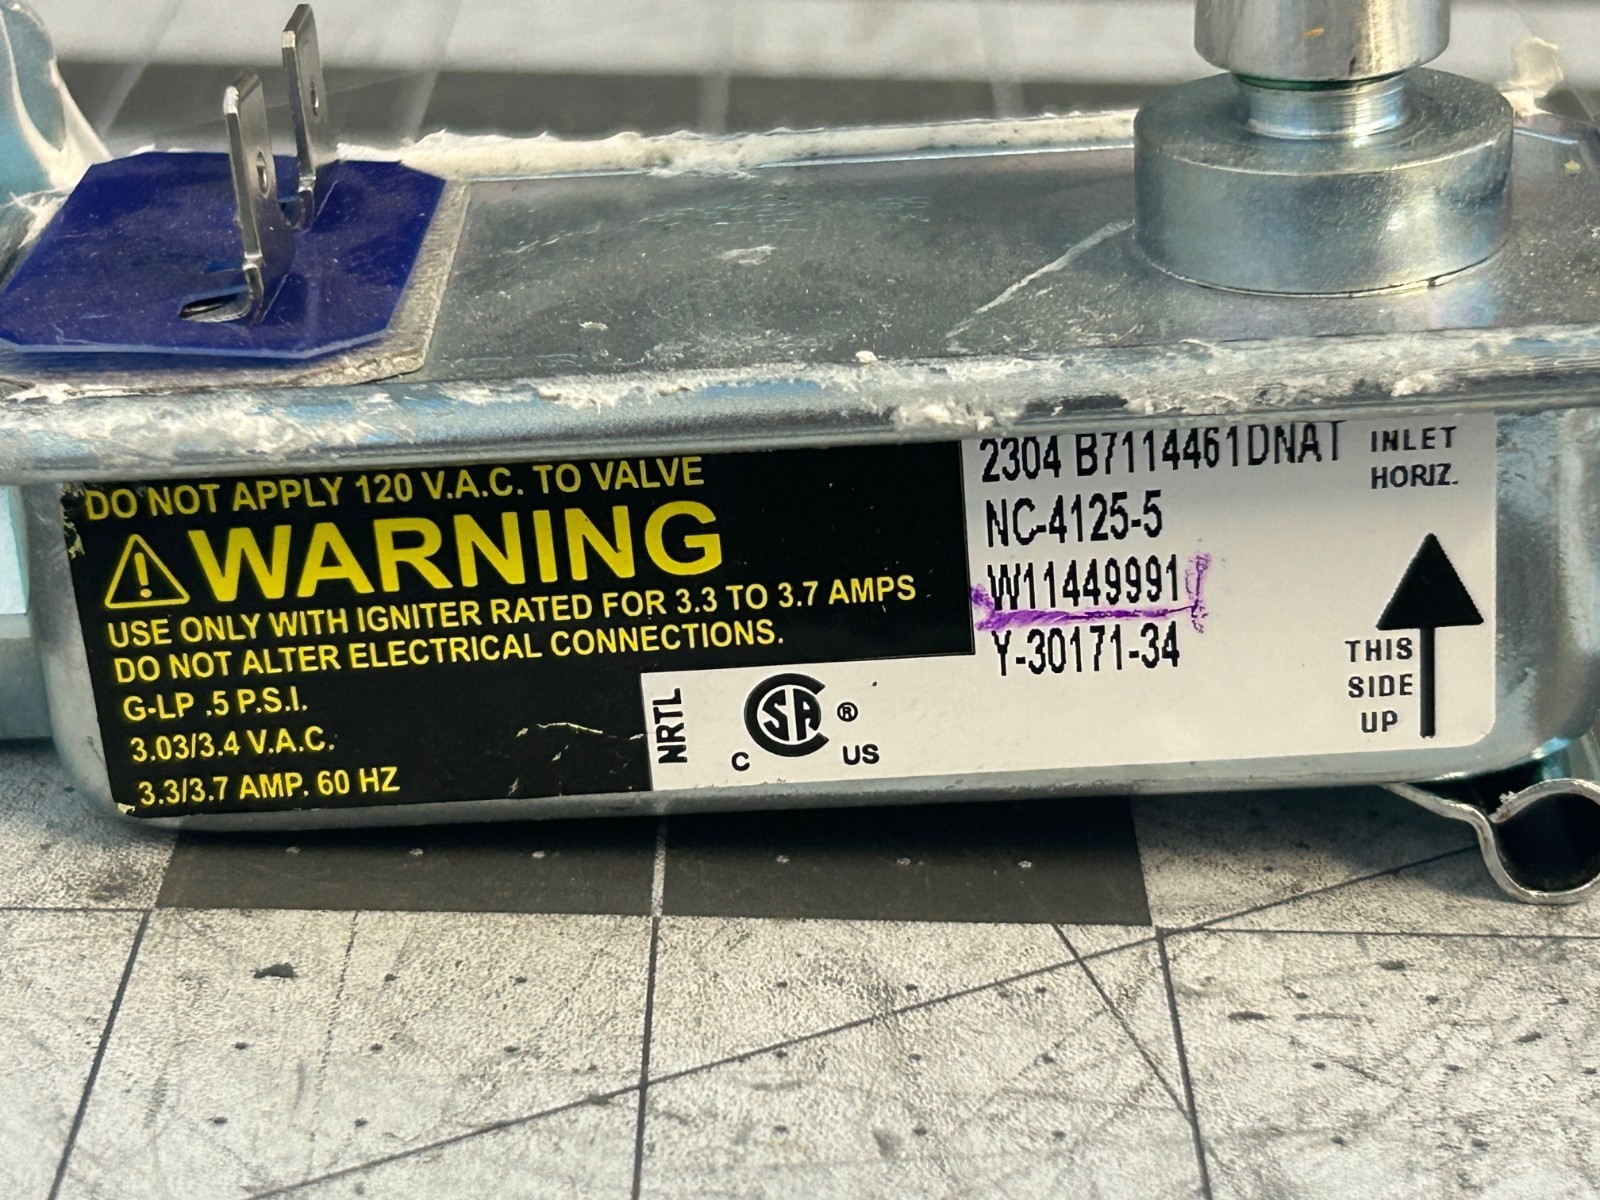 DO NOT APPLY 120 V.A.C. TO VALVE
WARNING
USE ONLY WITH IGNITER RATED FOR 3.3 TO 3.7 AMPS
DO NOT ALTER ELECTRICAL CONNECTIONS.
G-LP .5 P.S.I.
3.03/3.4 V.A.C.
3.3/3.7 AMP. 60 HZ
NRTL
C SA ® US
2304 B7114461DNAT
NC-4125-5
W11449991
Y-30171-34
INLET
HORIZ.
THIS
SIDE
UP